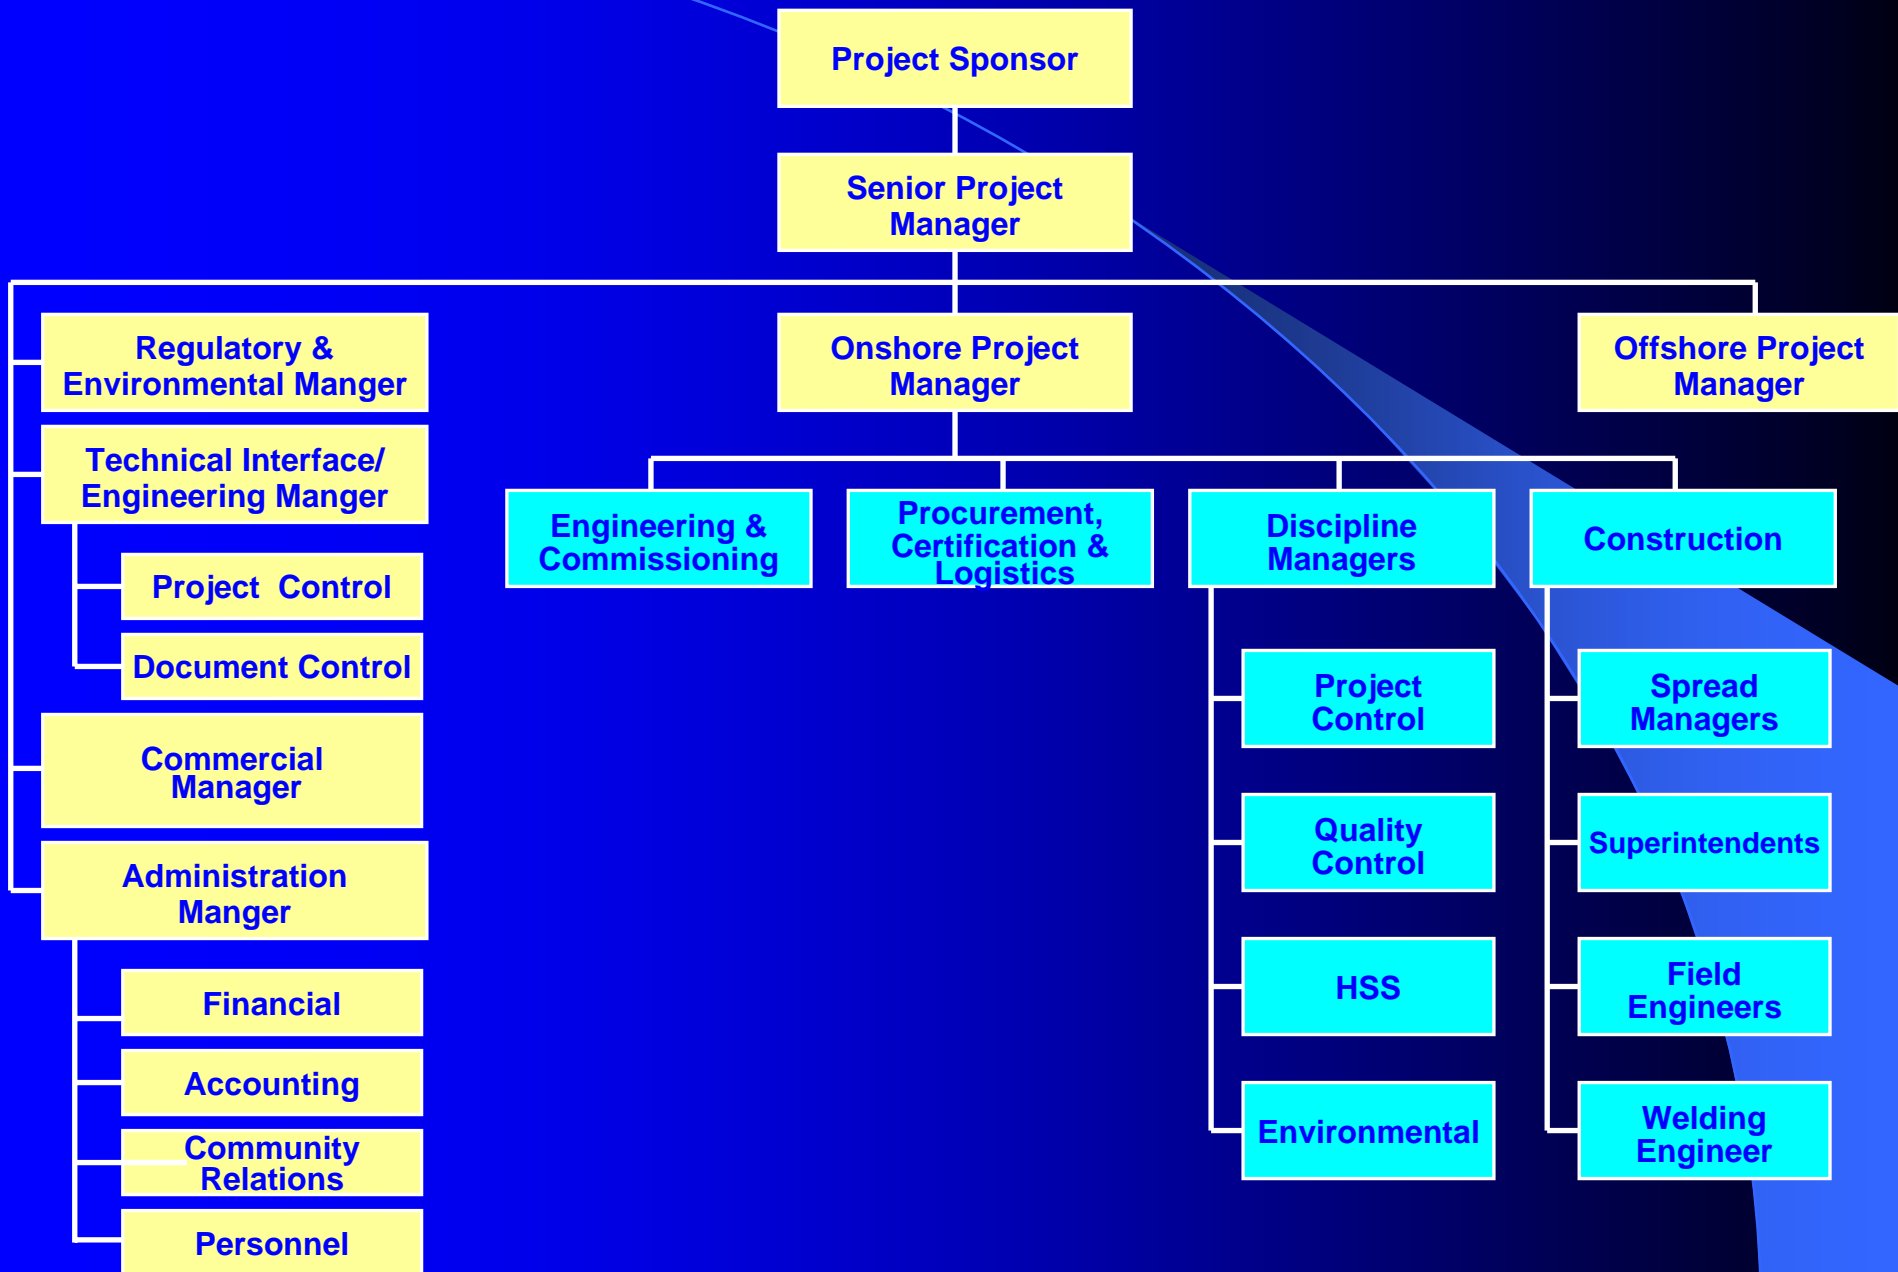 Project Sponsor
Senior Project
Manager
Regulatory &
Environmental Manger
Onshore Project
Manager
Offshore Project
Manager
Technical Interface/
Engineering Manger
Project  Control
Document Control
Commercial
Manager
Administration
Manger
Financial
Accounting
Community
Relations
Personnel
Engineering &
Commissioning
Procurement,
Certification &
Logistics
Discipline
Managers
Construction
Project
Control
Quality
Control
HSS
Environmental
Spread
Managers
Superintendents
Field
Engineers
Welding
Engineer